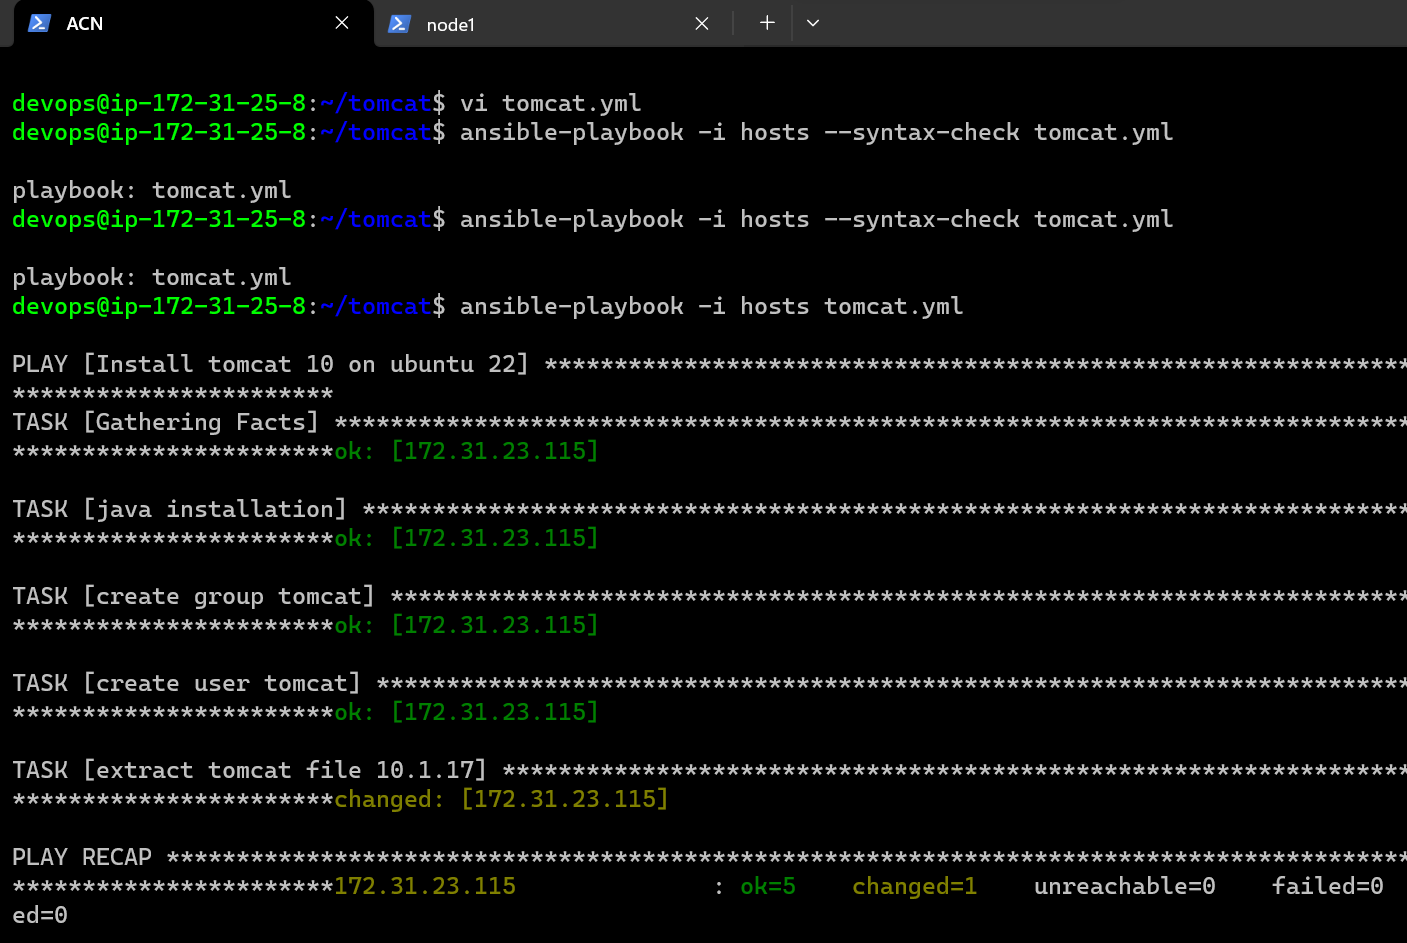 ACN
node1
devops@ip-172-31-25-8:~/tomcat$ vi tomcat.yml
devops@ip-172-31-25-8:~/tomcat$ ansible-playbook -i hosts --syntax-check tomcat.yml
playbook: tomcat.yml
devops@ip-172-31-25-8:~/tomcat$ ansible-playbook -i hosts --syntax-check tomcat.yml
playbook: tomcat.yml
devops@ip-172-31-25-8:~/tomcat$ ansible-playbook -i hosts tomcat.yml
PLAY [Install tomcat 10 on ubuntu 22] **************************************************************
***********************
TASK [Gathering Facts] *****************************************************************************
***********************ok: [172.31.23.115]
TASK [java installation] ***************************************************************************
***********************ok: [172.31.23.115]
TASK [create group tomcat] *************************************************************************
***********************ok: [172.31.23.115]
TASK [create user tomcat] **************************************************************************
***********************ok: [172.31.23.115]
TASK [extract tomcat file 10.1.17] *****************************************************************
***********************changed: [172.31.23.115]
PLAY RECAP *****************************************************************************************
***********************172.31.23.115              : ok=5    changed=1    unreachable=0    failed=0
ed=0